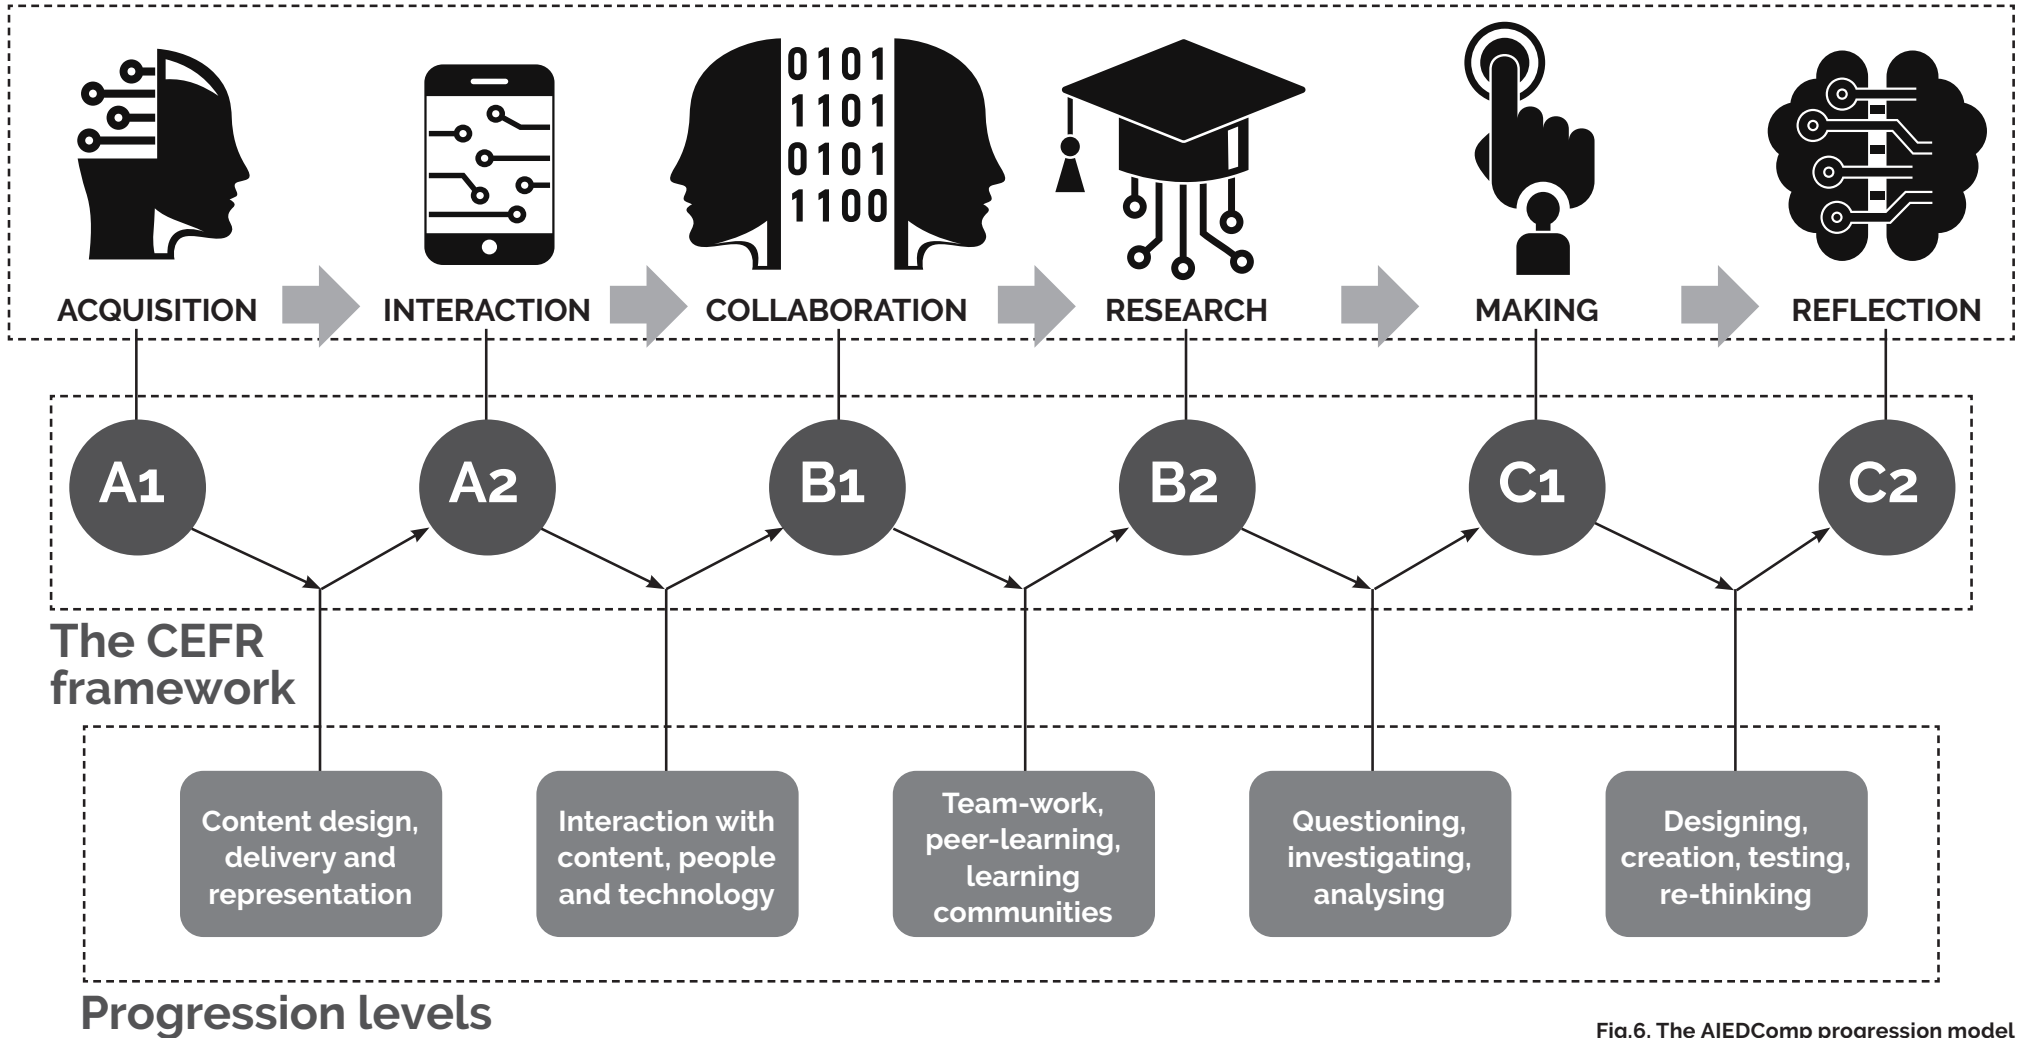 0101
1101
0101
1100
ACQUISITION
INTERACTION
COLLABORATION
RESEARCH
MAKING
REFLECTION
A1
A2
B1
B2
C1
C2
The CEFR
framework
Content design,
delivery and
representation
Interaction with
content, people
and technology
Team-work,
peer-learning,
learning
communities
Questioning,
investigating,
analysing
Designing,
creation, testing,
re-thinking
Progression levels
Fig.6. The AIEDComp progression model